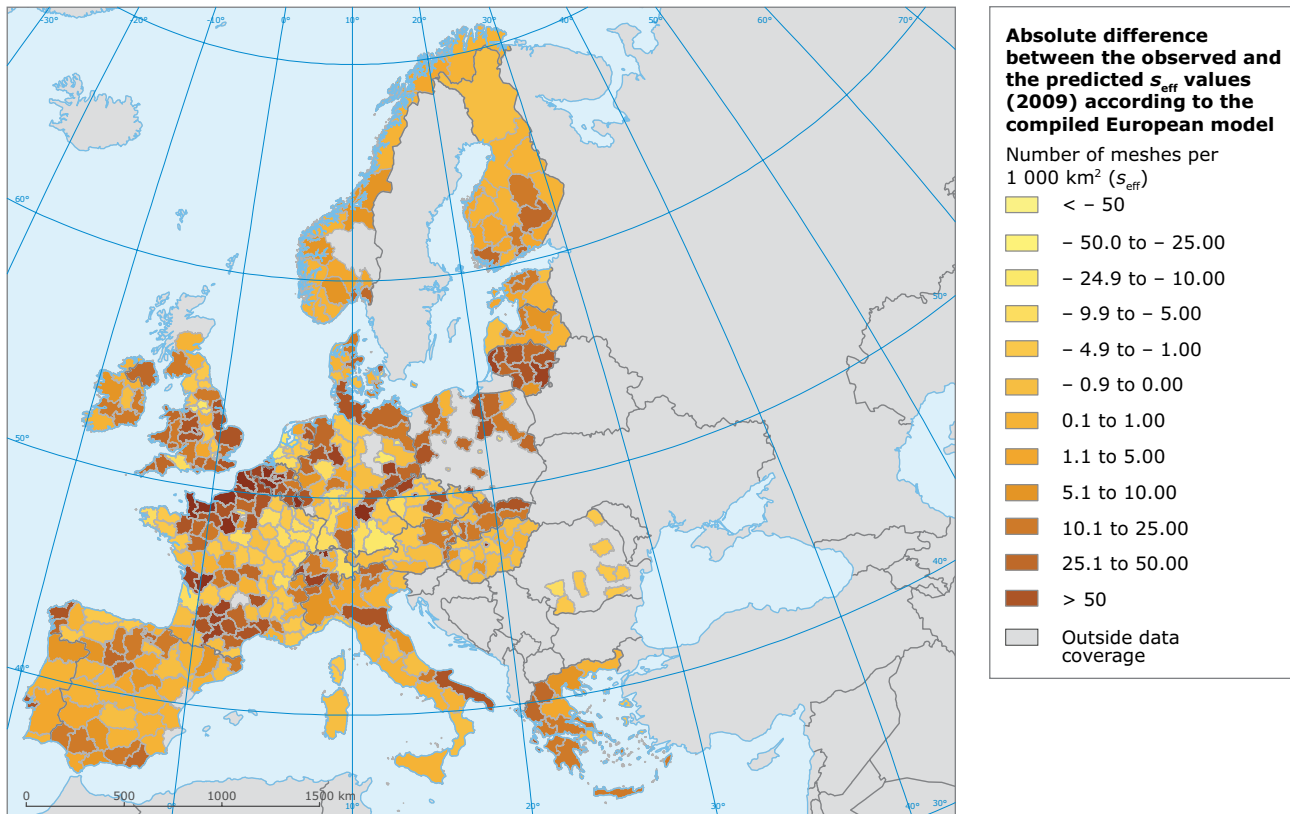 -30°
-20°
-10°
0°
10°
20°
30°
40°
50°
60°
70°
60°
50°
50°
40°
40°
0
500
0°
1000
1500 km
10°
20°
30°
40°
30°
Absolute difference
between the observed and
the predicted seff values
(2009) according to the
compiled European model
Number of meshes per
1 000 km² (seff)
< – 50
– 50.0 to – 25.00
– 24.9 to – 10.00
– 9.9 to – 5.00
– 4.9 to – 1.00
– 0.9 to 0.00
0.1 to 1.00
1.1 to 5.00
5.1 to 10.00
10.1 to 25.00
25.1 to 50.00
> 50
Outside data
coverage